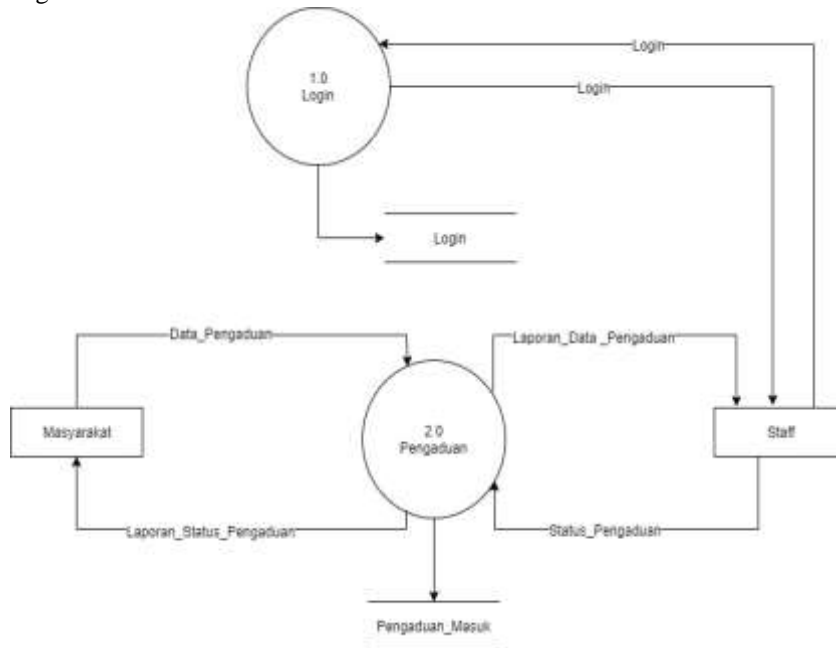 Login
1.0
Login
Login
Login
Data_Pengaduan
Laporan_Data _Pengaduan
Masyarakat
2.0
Pengaduan
Staff
Laporan_Status_Pengaduan
Status_Pengaduan
Pengaduan_Masuk